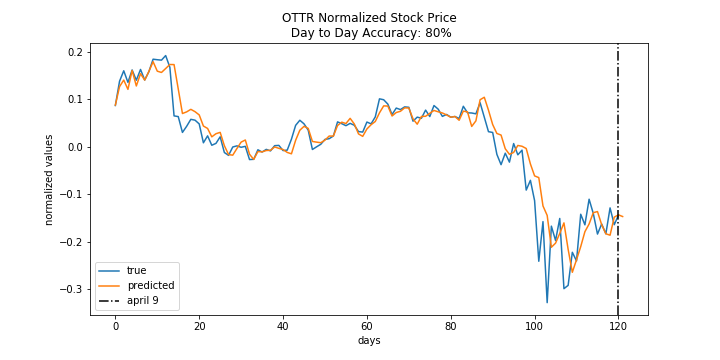 OTTR Normalized Stock Price
Day to Day Accuracy: 80%
normalized values
0.2
0.1
0.0
−0.1
−0.2
−0.3
true
predicted
april 9
0 20 40 60 80 100 120
days